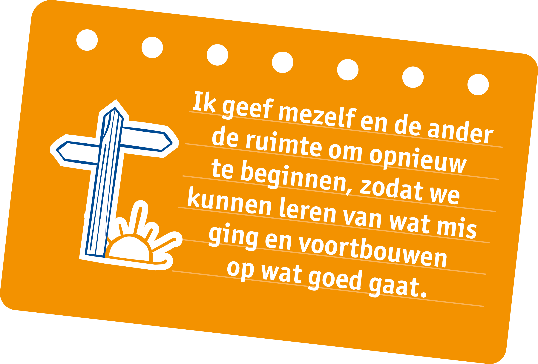 Ik geef mezelf en de ander
de ruimte om opnieuw
te beginnen, zodat we
kunnen leren van wat mis
ging en voortbouwen
op wat goed gaat.